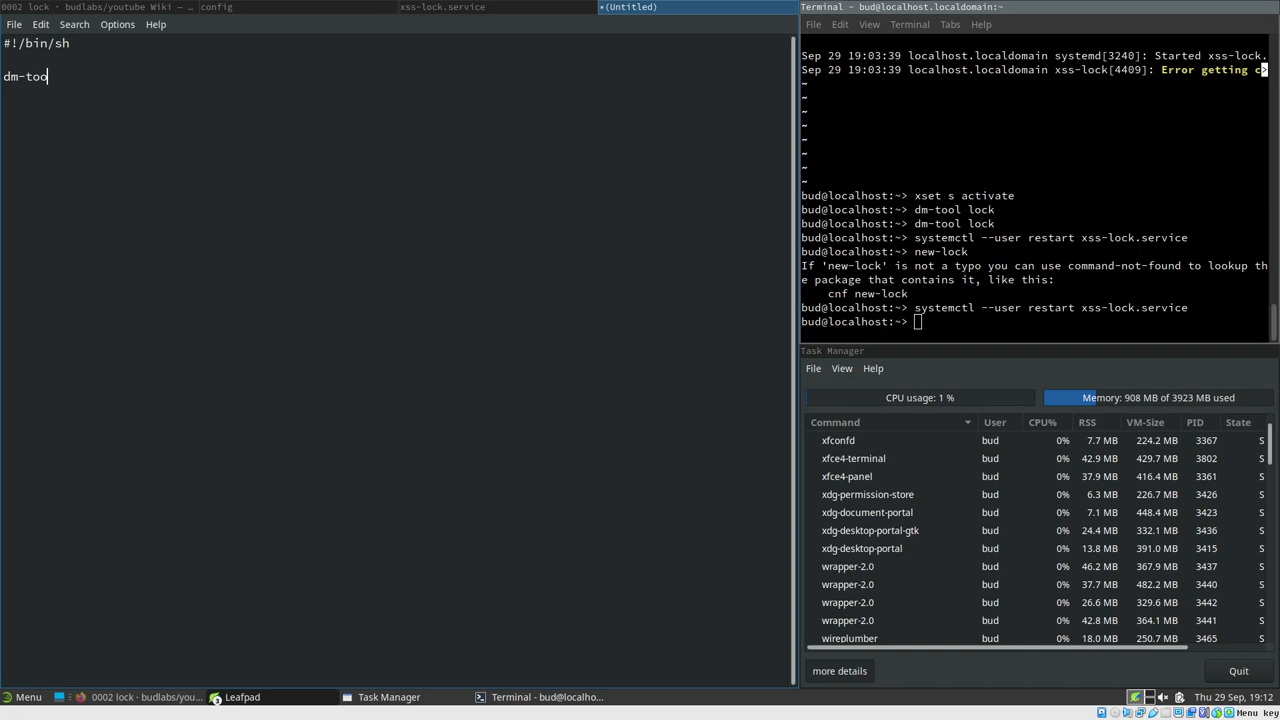 0002 lock · budlabs/youtube Wiki — …
config
xss-lock.service
*(Untitled)
File Edit Search Options Help
#!/bin/sh
dm-too
Terminal - bud@localhost.localdomain:~
File Edit View Terminal Tabs Help
Sep 29 19:03:39 localhost.localdomain systemd[3240]: Started xss-lock.
Sep 29 19:03:39 localhost.localdomain xss-lock[4409]: Error getting c>
~
~
~
~
~
~
~
~
bud@localhost:~> xset s activate
bud@localhost:~> dm-tool lock
bud@localhost:~> dm-tool lock
bud@localhost:~> systemctl --user restart xss-lock.service
bud@localhost:~> new-lock
If 'new-lock' is not a typo you can use command-not-found to lookup th
e package that contains it, like this:
cnf new-lock
bud@localhost:~> systemctl --user restart xss-lock.service
bud@localhost:~>
Task Manager
File View Help
CPU usage: 1 %
Memory: 908 MB of 3923 MB used
Command User CPU% RSS VM-Size PID State
xfconfd bud 0% 7.7 MB 224.2 MB 3367 S
xfce4-terminal bud 0% 42.9 MB 429.7 MB 3802 S
xfce4-panel bud 0% 37.9 MB 416.4 MB 3361 S
xdg-permission-store bud 0% 6.3 MB 226.7 MB 3426 S
xdg-document-portal bud 0% 7.1 MB 448.4 MB 3423 S
xdg-desktop-portal-gtk bud 0% 24.4 MB 332.1 MB 3436 S
xdg-desktop-portal bud 0% 13.8 MB 391.0 MB 3415 S
wrapper-2.0 bud 0% 46.2 MB 367.9 MB 3437 S
wrapper-2.0 bud 0% 37.7 MB 482.2 MB 3440 S
wrapper-2.0 bud 0% 26.6 MB 329.6 MB 3442 S
wrapper-2.0 bud 0% 42.8 MB 364.1 MB 3441 S
wireplumber bud 0% 18.0 MB 250.7 MB 3465 S
more details
Quit
Menu
0002 lock · budlabs/you...
3
Leafpad
Task Manager
Terminal - bud@localho...
Thu 29 Sep, 19:12
Menu key